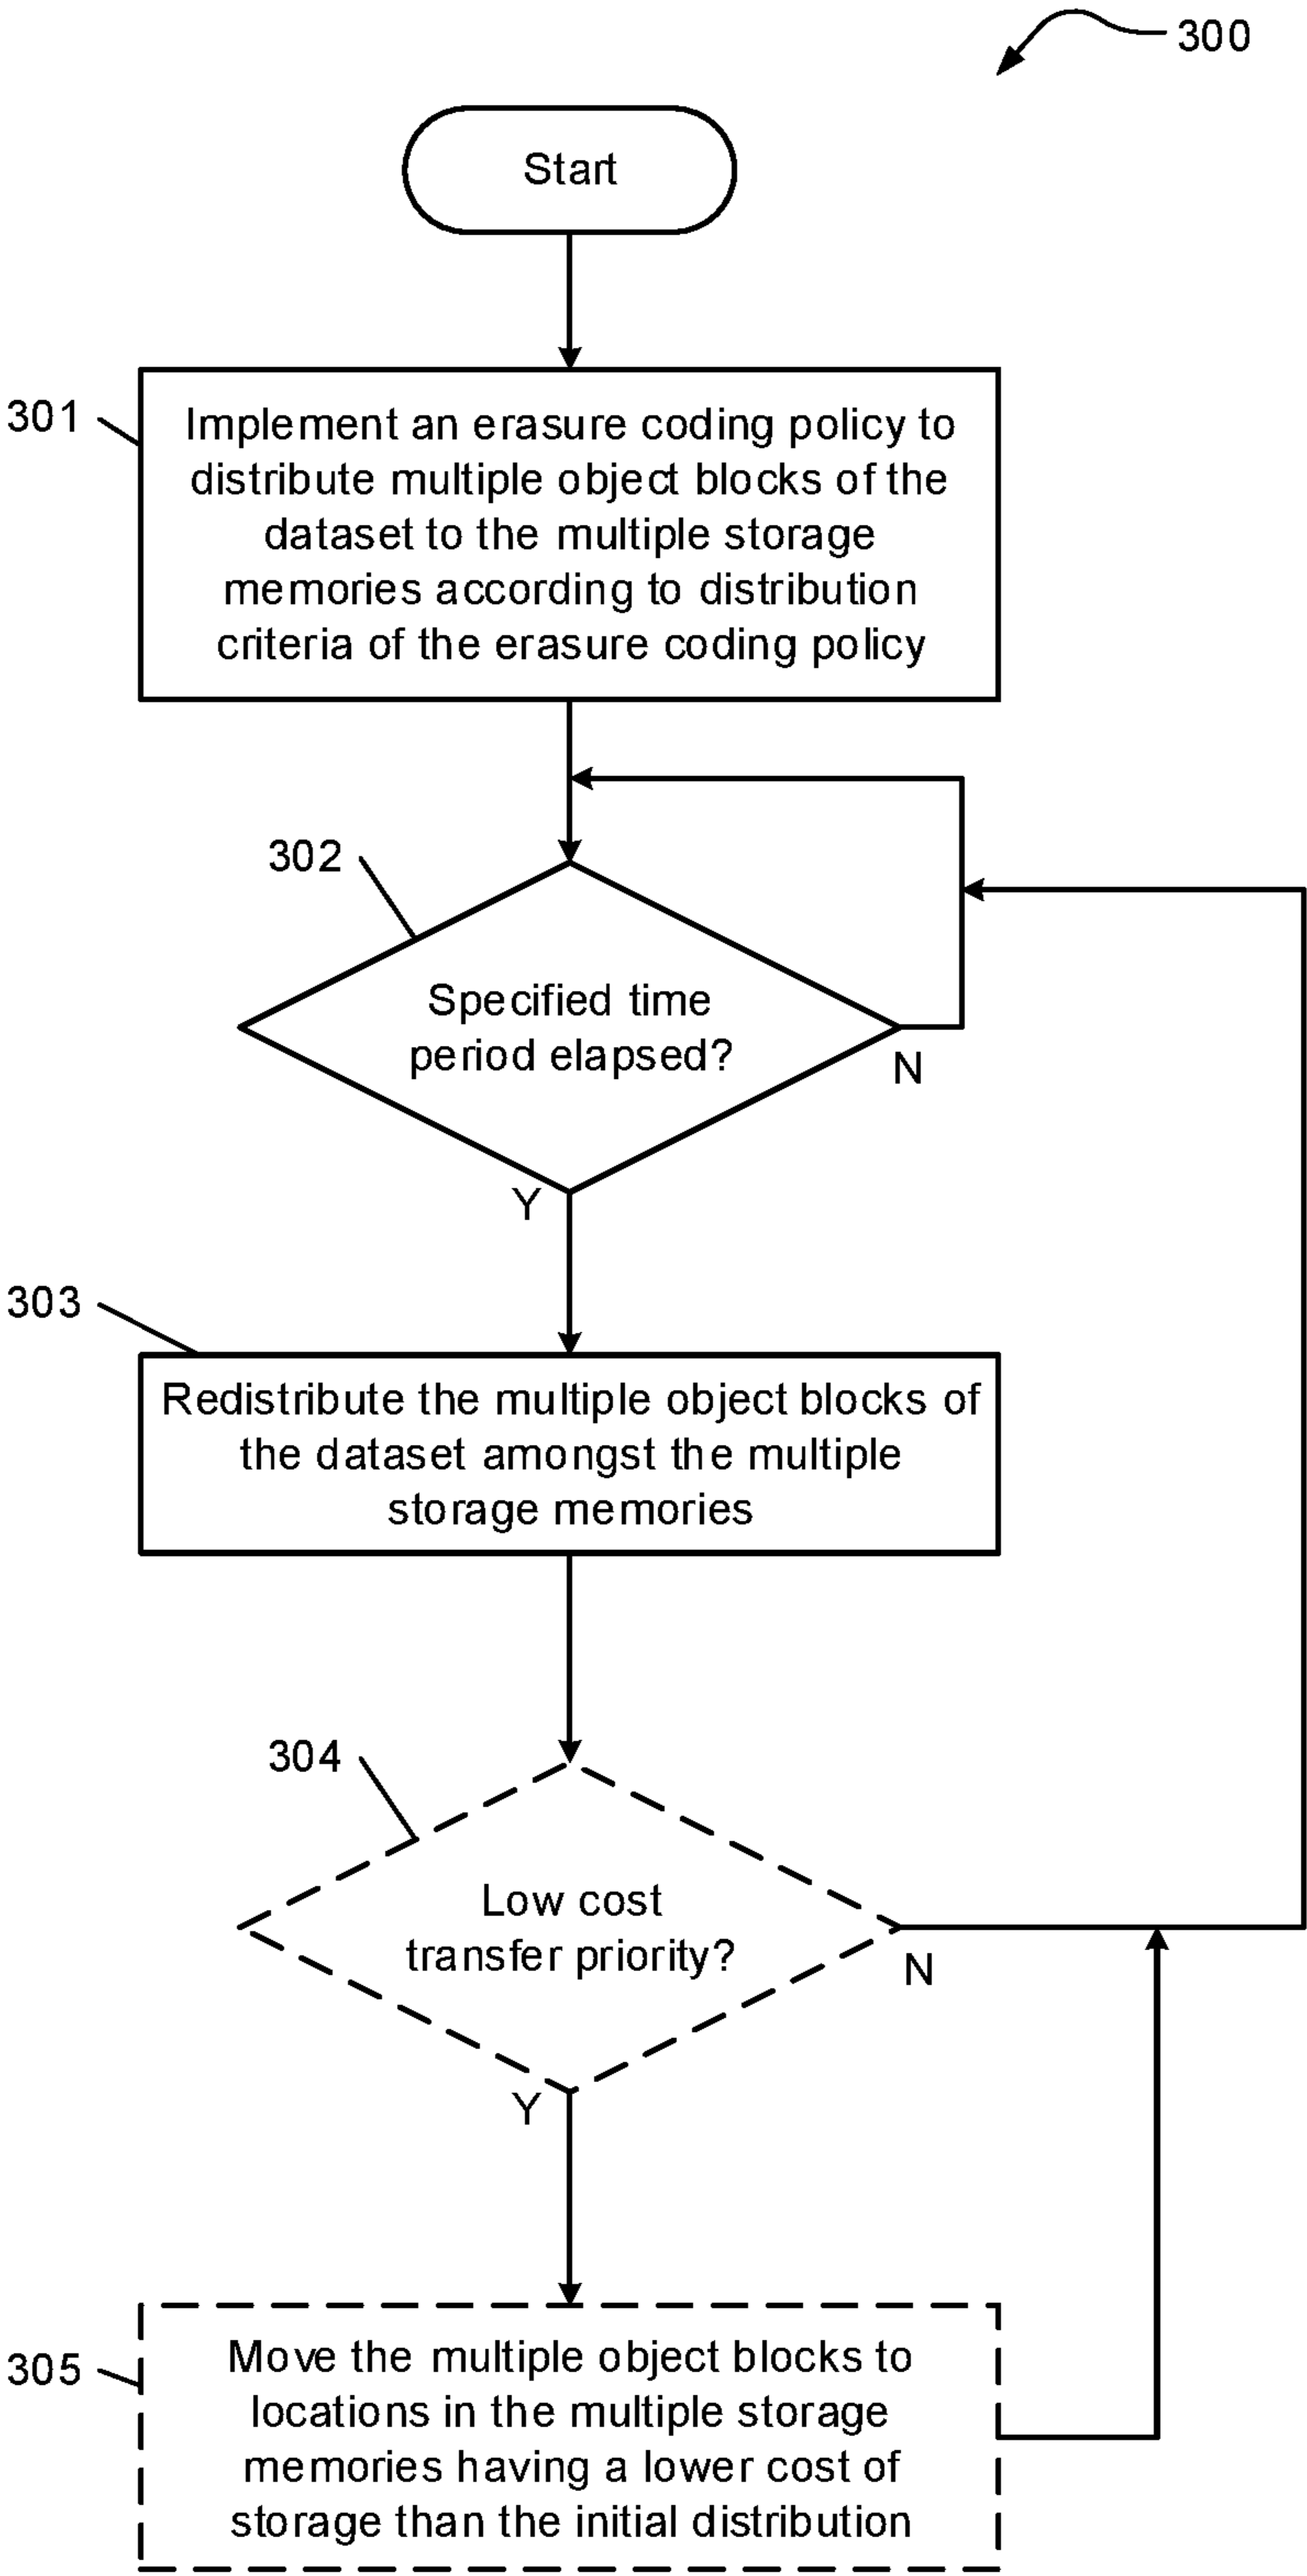 300
Start
301
Implement an erasure coding policy to
distribute multiple object blocks of the
dataset to the multiple storage
memories according to distribution
criteria of the erasure coding policy
302
Specified time
period elapsed?
N
Y
303
Redistribute the multiple object blocks of
the dataset amongst the multiple
storage memories
304
Low cost
transfer priority?
N
Y
305
Move the multiple object blocks to
locations in the multiple storage
memories having a lower cost of
storage than the initial distribution